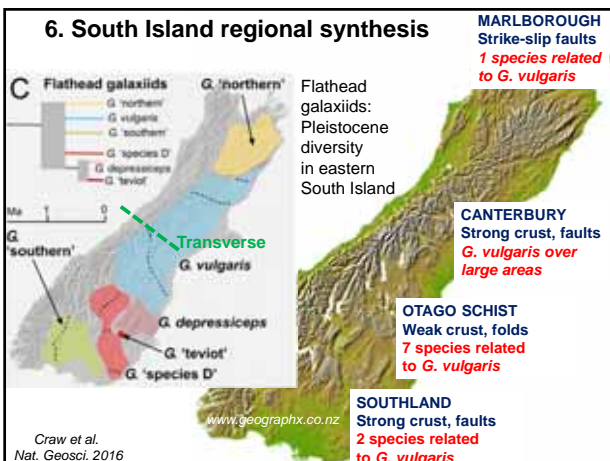 6. South Island regional synthesis
MARLBOROUGH
Strike-slip faults
1 species related
to G. vulgaris
C
Flathead galaxiids
G. 'northern'
G. vulgaris
G. 'southern'
G. 'species D'
G. depressiceps
G. 'teviot'
Ma
1
0
G. 'northern'
Flathead
galaxiids:
Pleistocene
diversity
in eastern
South Island
Transverse
G.
'southern'
G. vulgaris
G. depressiceps
G. 'teviot'
G. 'species D'
CANTERBURY
Strong crust, faults
G. vulgaris over
large areas
OTAGO SCHIST
Weak crust, folds
7 species related
to G. vulgaris
SOUTHLAND
Strong crust, faults
2 species related
to G. vulgaris
www.geographx.co.nz
Craw et al.
Nat. Geosci. 2016